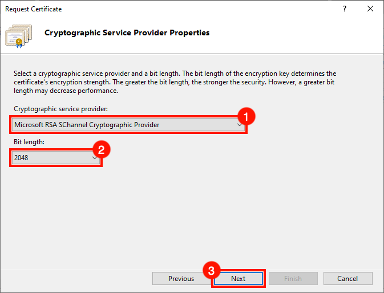 Request Certificate
Cryptographic Service Provider Properties
Select a cryptographic service provider and a bit length. The bit length of the encryption key determines the
certificate's encryption strength. The greater the bit length, the stronger the security. However, a greater bit
length may decrease performance.
Cryptographic service provider:
1
Microsoft RSA SChannel Cryptographic Provider
Bit length:
2
2048
3
Previous Next Finish Cancel